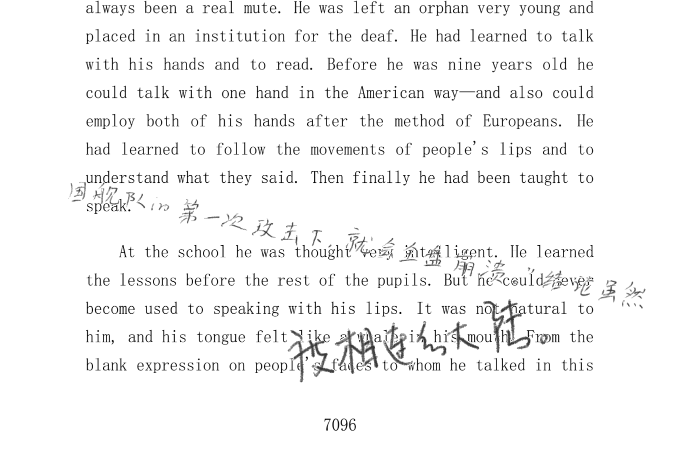 always been a real mute. He was left an orphan very young and
placed in an institution for the deaf. He had learned to talk
with his hands and to read. Before he was nine years old he
could talk with one hand in the American way—and also could
employ both of his hands after the method of Europeans. He
had learned to follow the movements of people's lips and to
understand what they said. Then finally he had been taught to
speak.
国舰队的第一次攻击下,就会全盘崩溃。"结论虽然
At the school he was thought very intelligent. He learned
the lessons before the rest of the pupils. But he could never
become used to speaking with his lips. It was not natural to
him, and his tongue felt like a whale in his mouth. From the
被相连的大陆。
blank expression on people's faces to whom he talked in this
7096